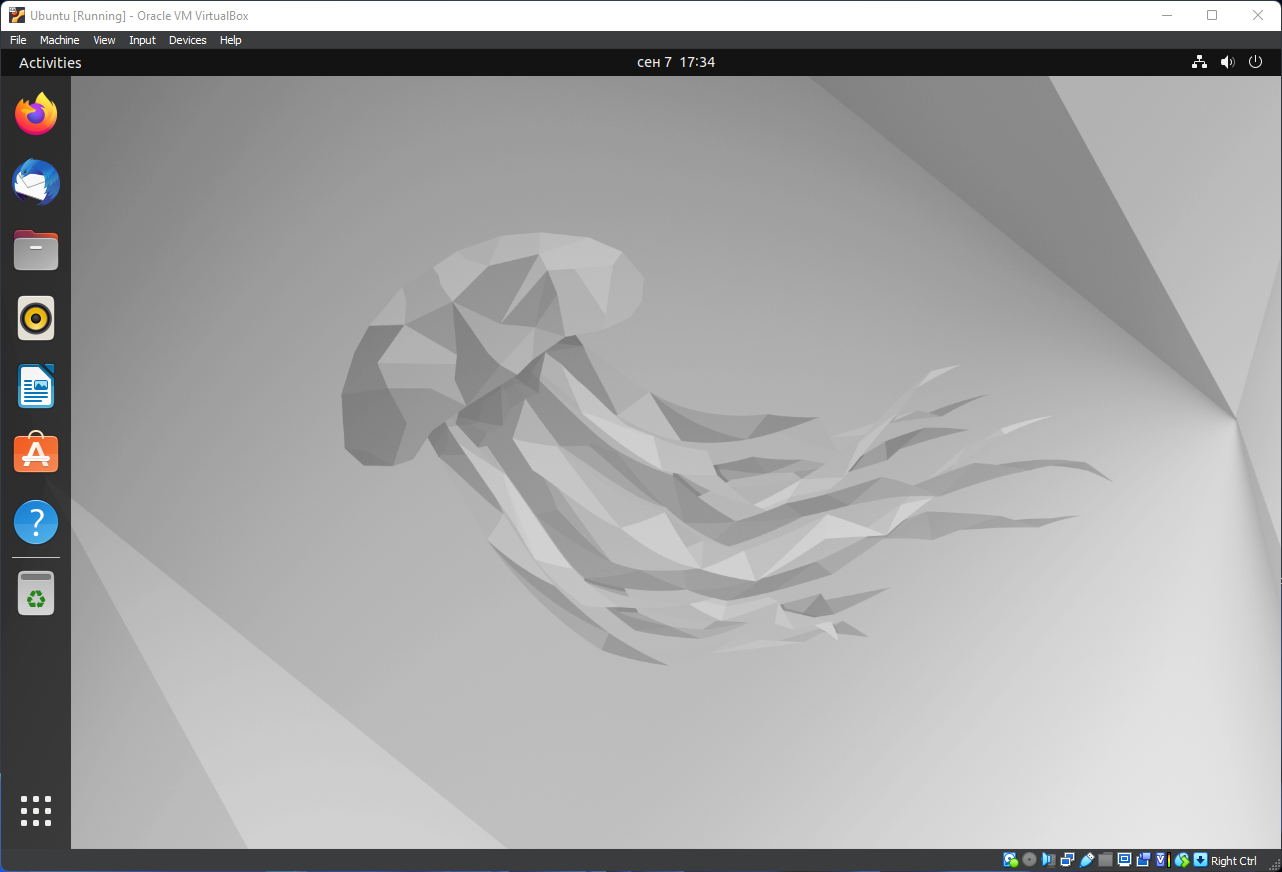 Ubuntu [Running] - Oracle VM VirtualBox
File Machine View Input Devices Help
Activities сен 7 17:34
?
Right Ctrl